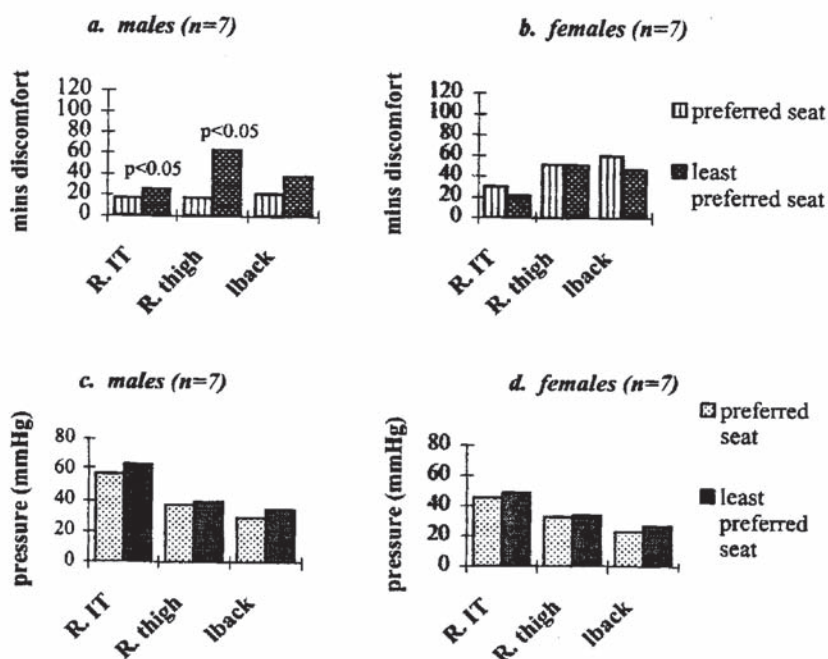 a. males (n=7)
mins discomfort
120
100
80
60
40
20
0
p<0.05
p<0.05
R. IT
R. thigh
lback
b. females (n=7)
mins discomfort
120
100
80
60
40
20
0
R. IT
R. thigh
lback
preferred seat
least
preferred seat
c. males (n=7)
pressure (mmHg)
80
60
40
20
0
R. IT
R. thigh
lback
d. females (n=7)
pressure (mmHg)
80
60
40
20
0
R. IT
R. thigh
lback
preferred
seat
least
preferred
seat